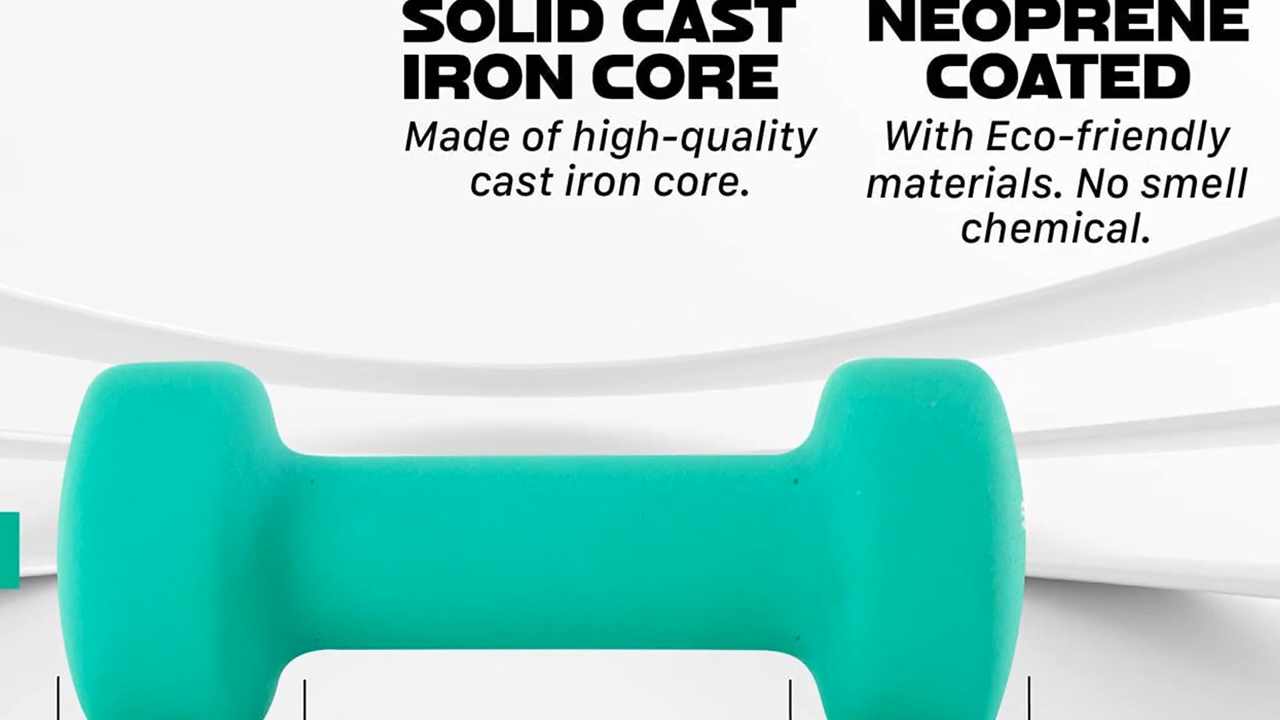 SOLID CAST
IRON CORE
Made of high-quality
cast iron core.
NEOPRENE
COATED
With Eco-friendly
materials. No smell
chemical.